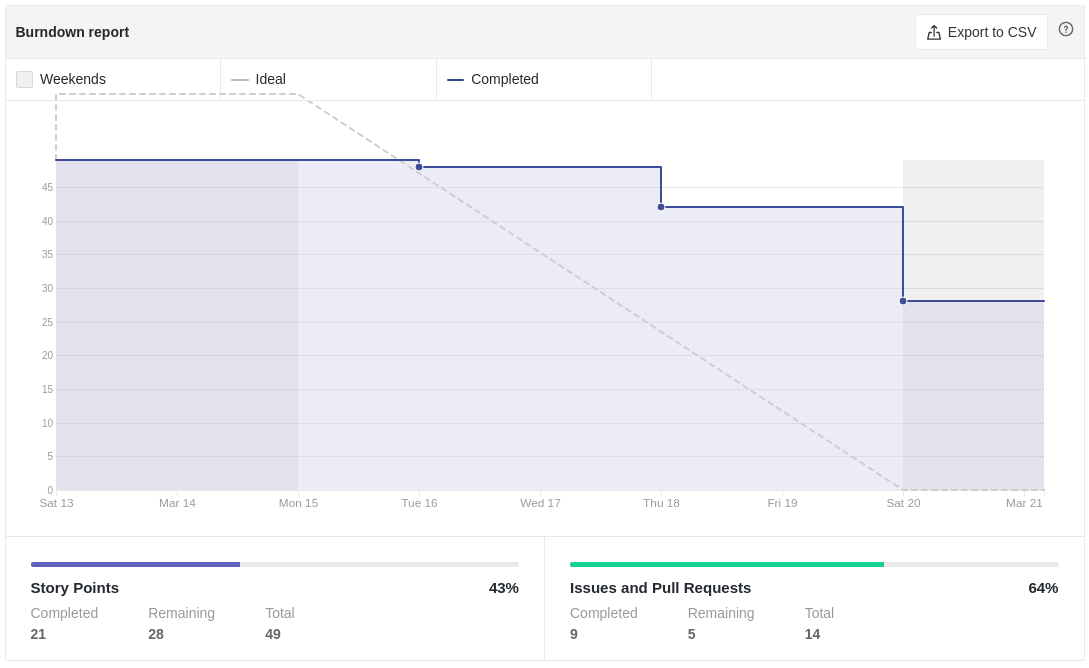 Burndown report
Export to CSV
?
Weekends
Ideal
Completed
45
40
35
30
25
20
15
10
5
0
Sat 13
Mar 14
Mon 15
Tue 16
Wed 17
Thu 18
Fri 19
Sat 20
Mar 21
Story Points 43%
Completed Remaining Total
21 28 49
Issues and Pull Requests 64%
Completed Remaining Total
9 5 14